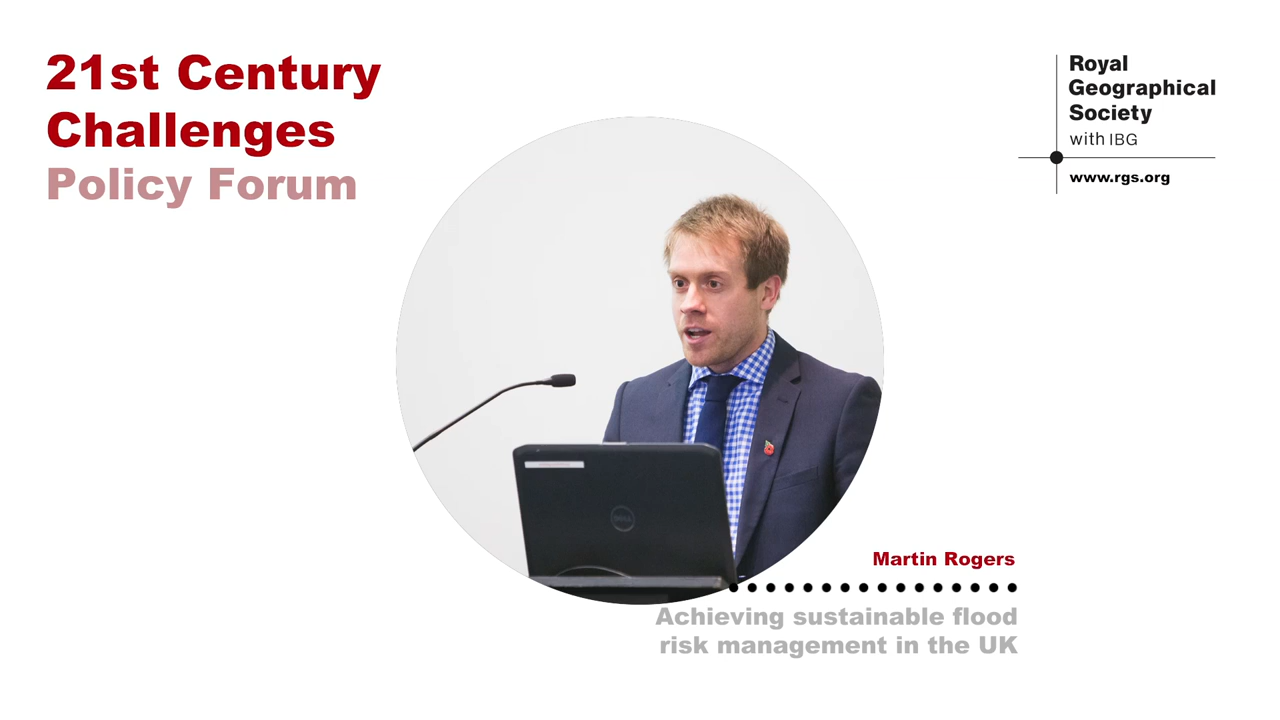 21st Century
Challenges
Policy Forum
Royal
Geographical
Society
with IBG
www.rgs.org
DELL
Martin Rogers
Achieving sustainable flood
risk management in the UK